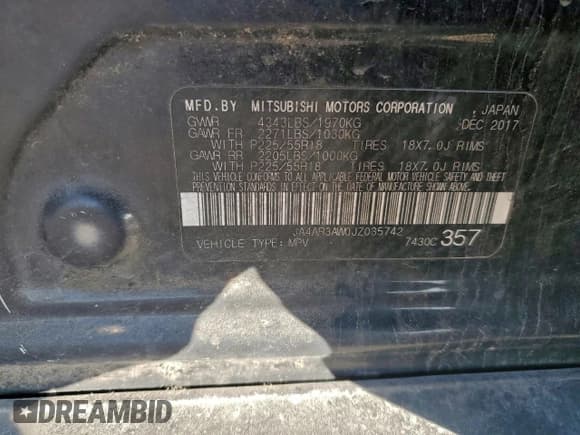 MFD.BY MITSUBISHI MOTORS CORPORATION , JAPAN
GVWR 4343LBS/1970KG DEC 2017
GAWR FR 2271LBS/1030KG
WITH P225/55R18 TIRES 18X7.0J RIMS
GAWR RR 2205LBS/1000KG
WITH P225/55R18 TIRES 18X7.0J RIMS
THIS VEHICLE CONFORMS TO ALL APPLICABLE FEDERAL MOTOR VEHICLE SAFETY AND THEFT
PREVENTION STANDARDS IN EFFECT ON THE DATE OF MANUFACTURE SHOWN ABOVE.
JA4AR3AW0JZ035742
VEHICLE TYPE: MPV 7430C 357
DREAMBID